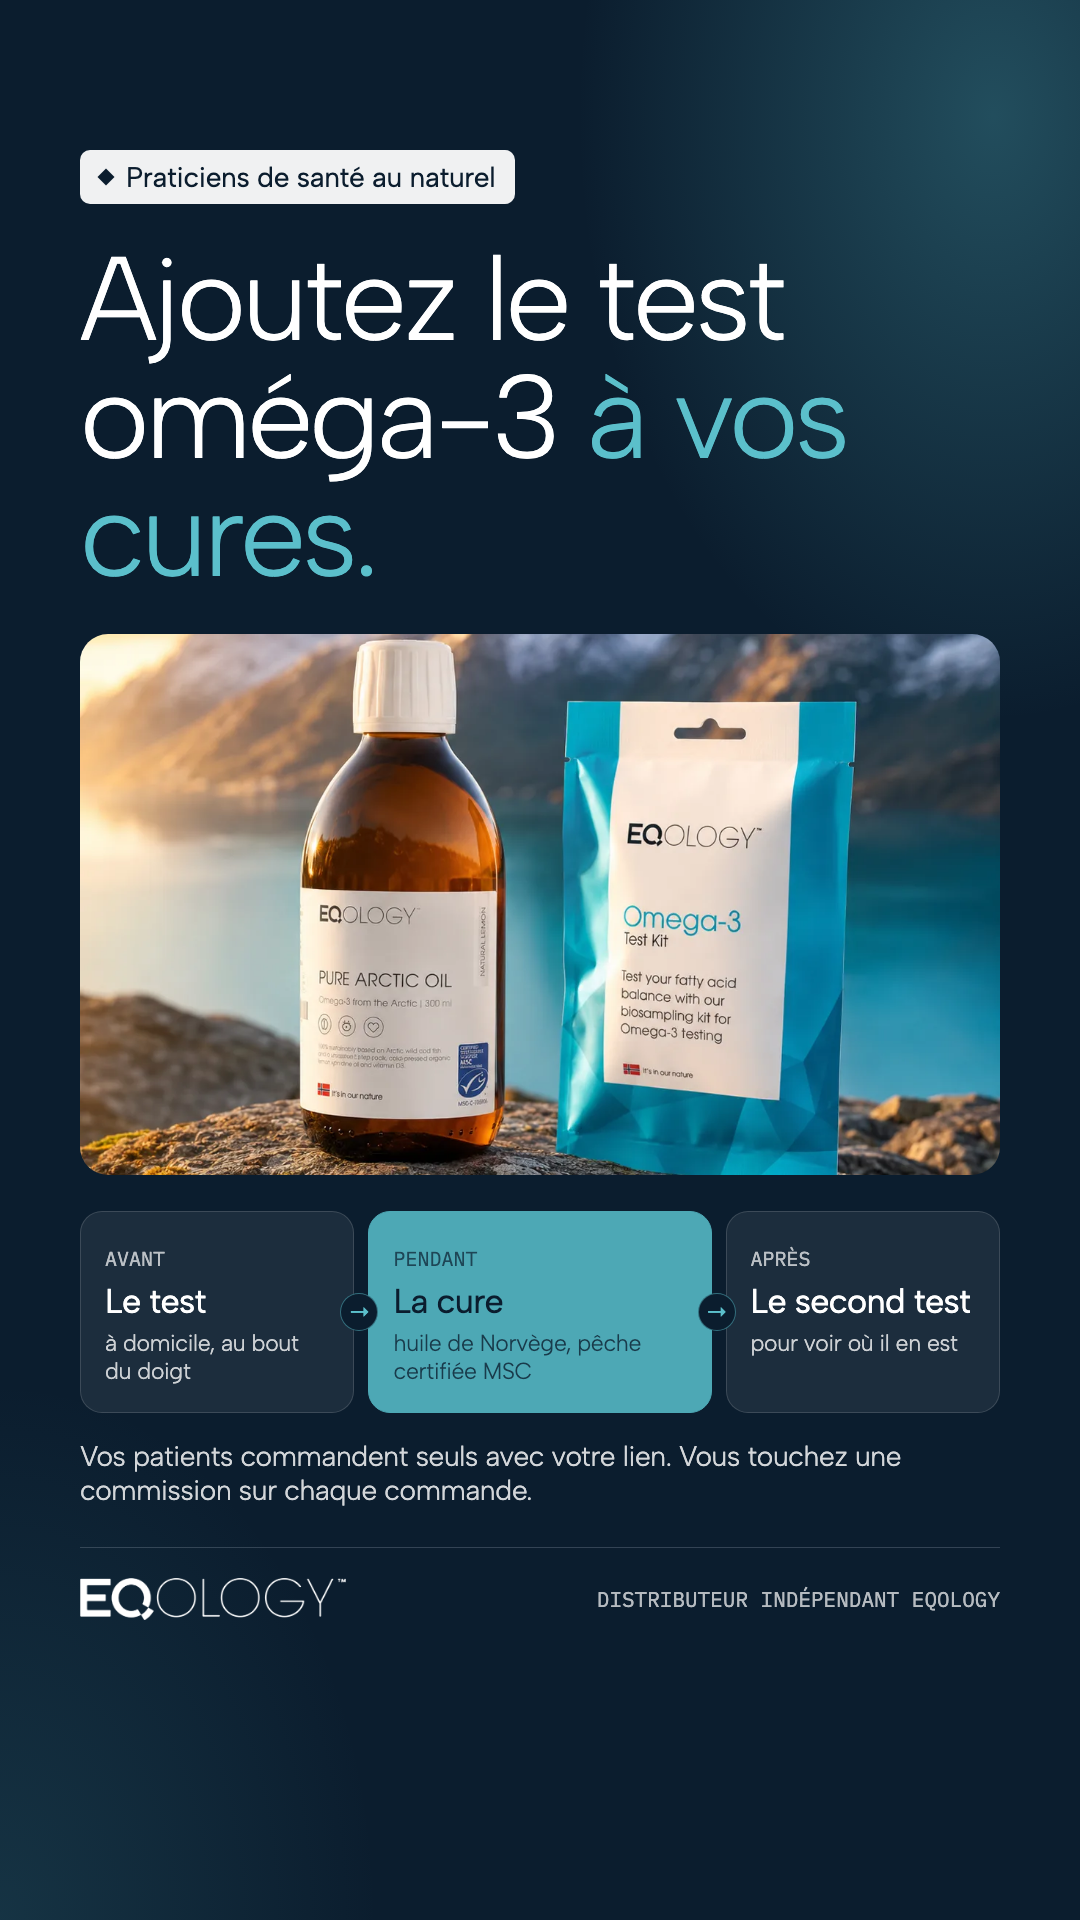 Praticiens de santé au naturel
Ajoutez le test
oméga-3 à vos
cures.
EQOLOGY
NATURAL LEMON
PURE ARCTIC OIL
Omega-3 from the Arctic | 300 ml
CERTIFIED
MSC
It's in our nature
EQOLOGY™
Omega-3
Test Kit
Test your fatty acid
balance with our
biosampling kit for
Omega-3 testing
It's in our nature
AVANT
Le test
à domicile, au bout
du doigt
PENDANT
La cure
huile de Norvège, pêche
certifiée MSC
APRÈS
Le second test
pour voir où il en est
Vos patients commandent seuls avec votre lien. Vous touchez une
commission sur chaque commande.
EQOLOGY™
DISTRIBUTEUR INDÉPENDANT EQOLOGY